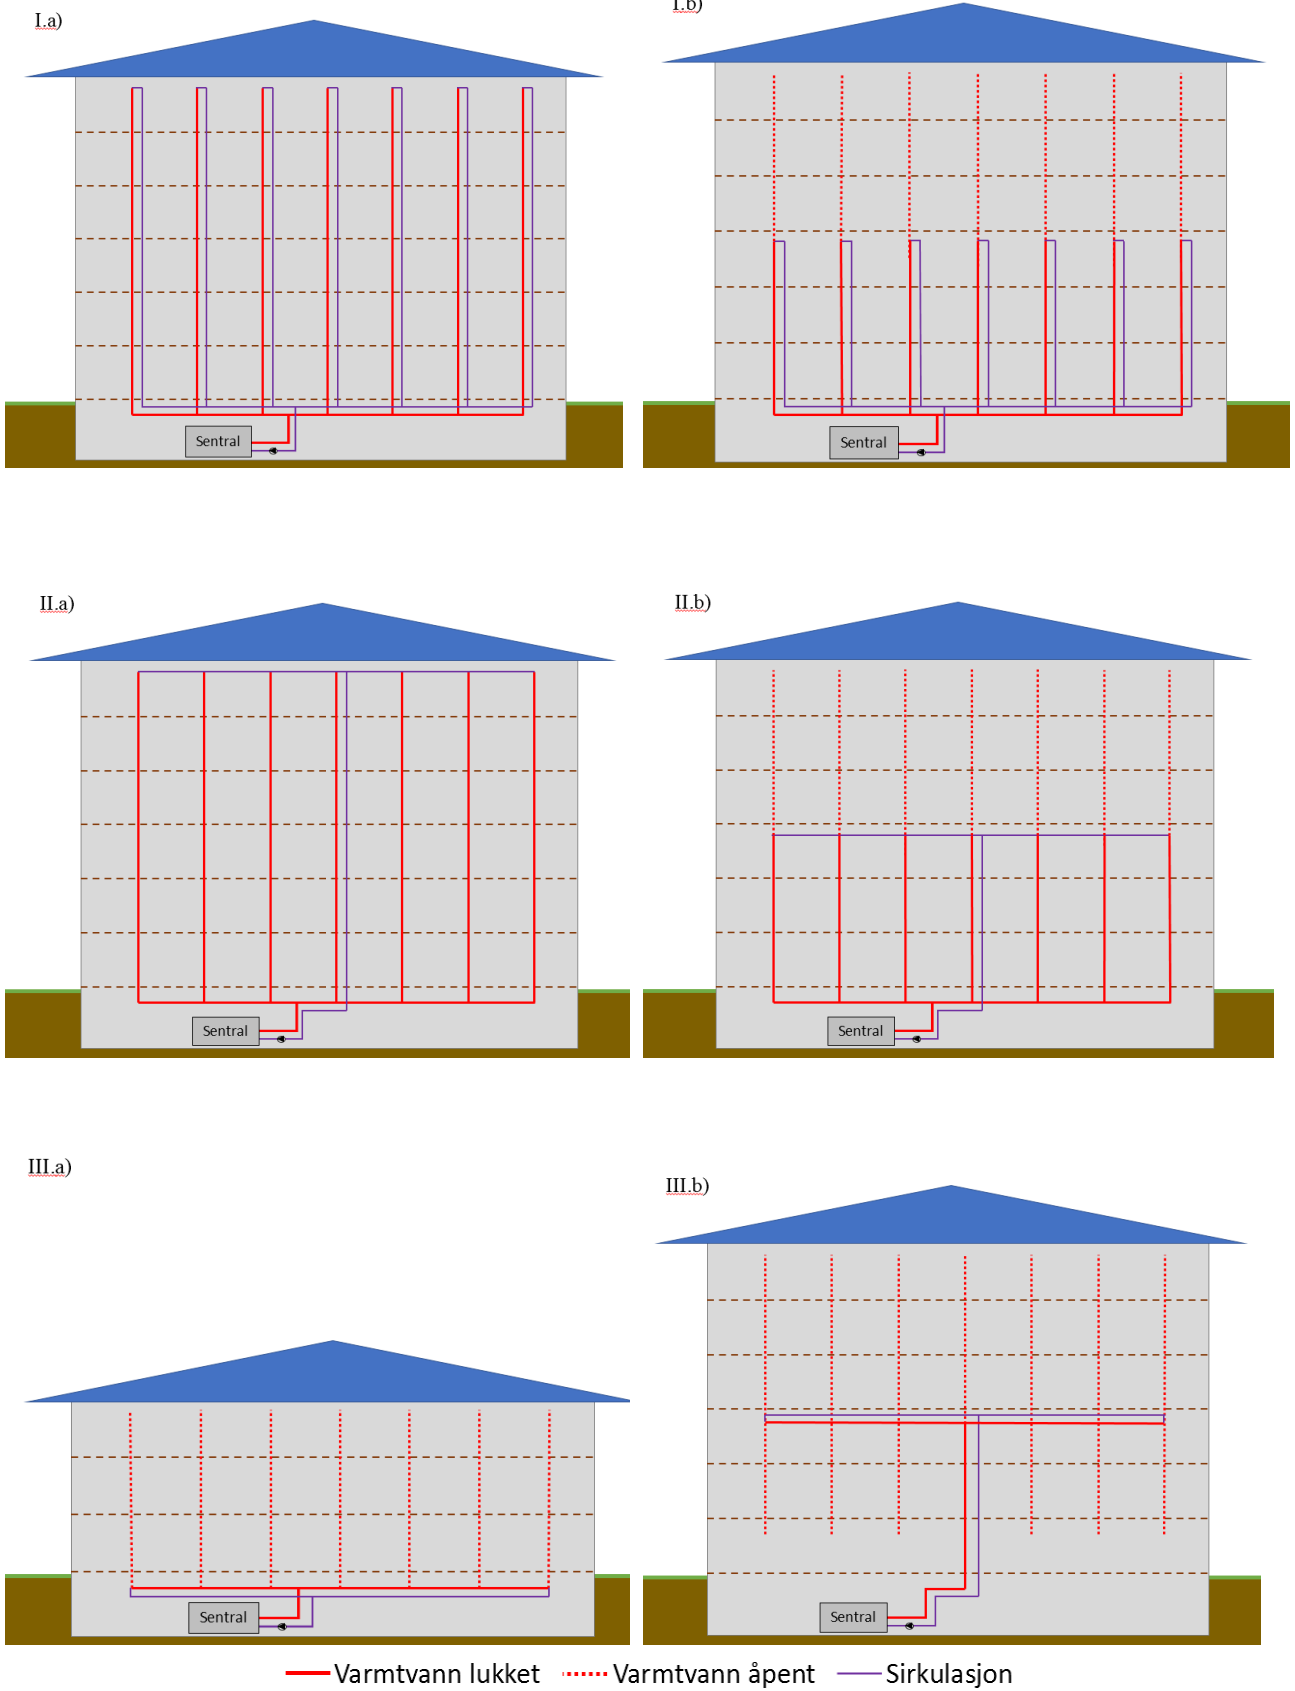 I.a)
I.b)
Sentral
Sentral
II.a)
II.b)
Sentral
Sentral
III.a)
III.b)
Sentral
Sentral
Varmtvann lukket Varmtvann åpent Sirkulasjon